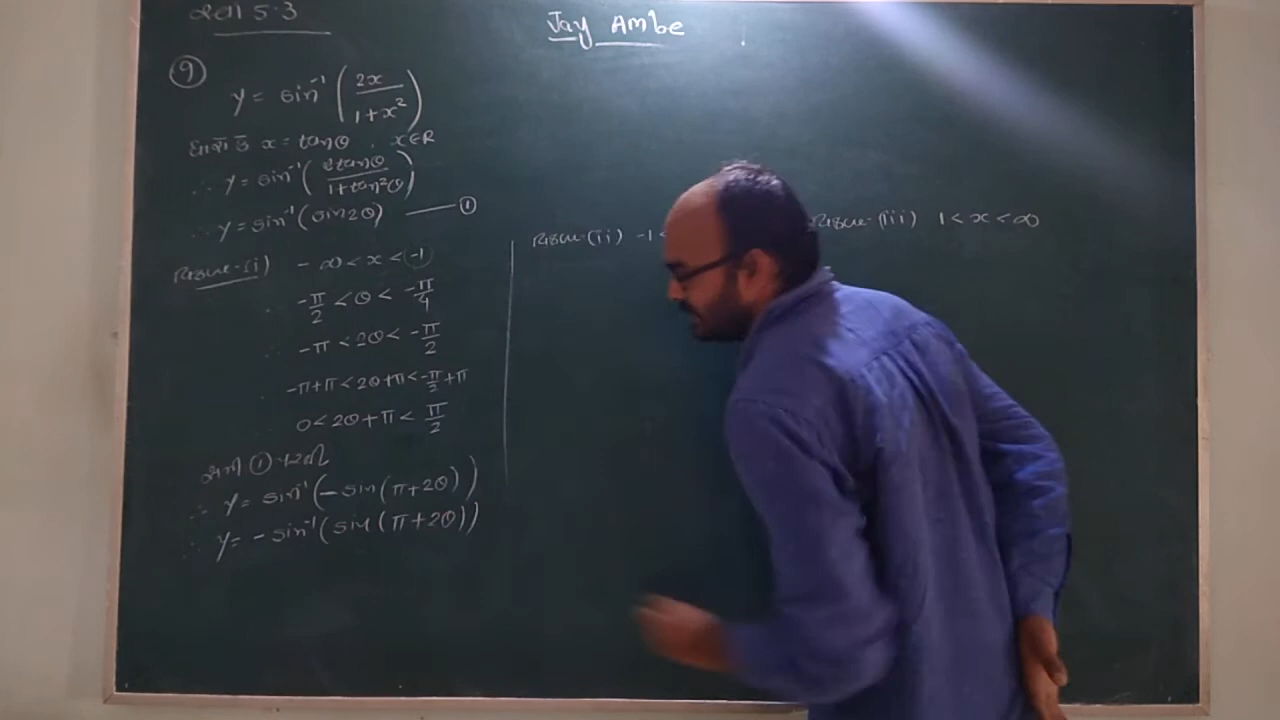 Jay Ambe
5.3
9
y = sin⁻¹(2x / 1+x²)
ધારો કે x = tanθ, x∈R
∴ y = sin⁻¹(2tanθ / 1+tan²θ)
∴ y = sin⁻¹(sin2θ) —— ①
વિકલ્પ-(i) -∞ < x < -1
∴ -π/2 < θ < -π/4
∴ -π < 2θ < -π/2
∴ -π+π < 2θ+π < -π/2+π
∴ 0 < 2θ+π < π/2
① પરથી
∴ y = sin⁻¹(-sin(π+2θ))
∴ y = -sin⁻¹(sin(π+2θ))
વિકલ્પ-(ii) -1 <
વિકલ્પ-(iii) 1 < x < ∞